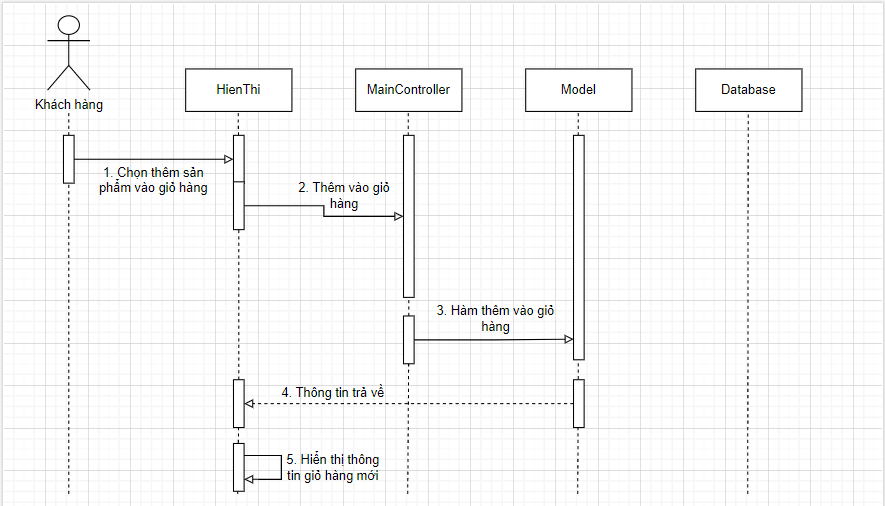 Khách hàng
HienThi
MainController
Model
Database
1. Chọn thêm sản
phẩm vào giỏ hàng
2. Thêm vào giỏ
hàng
3. Hàm thêm vào giỏ
hàng
4. Thông tin trả về
5. Hiển thị thông
tin giỏ hàng mới